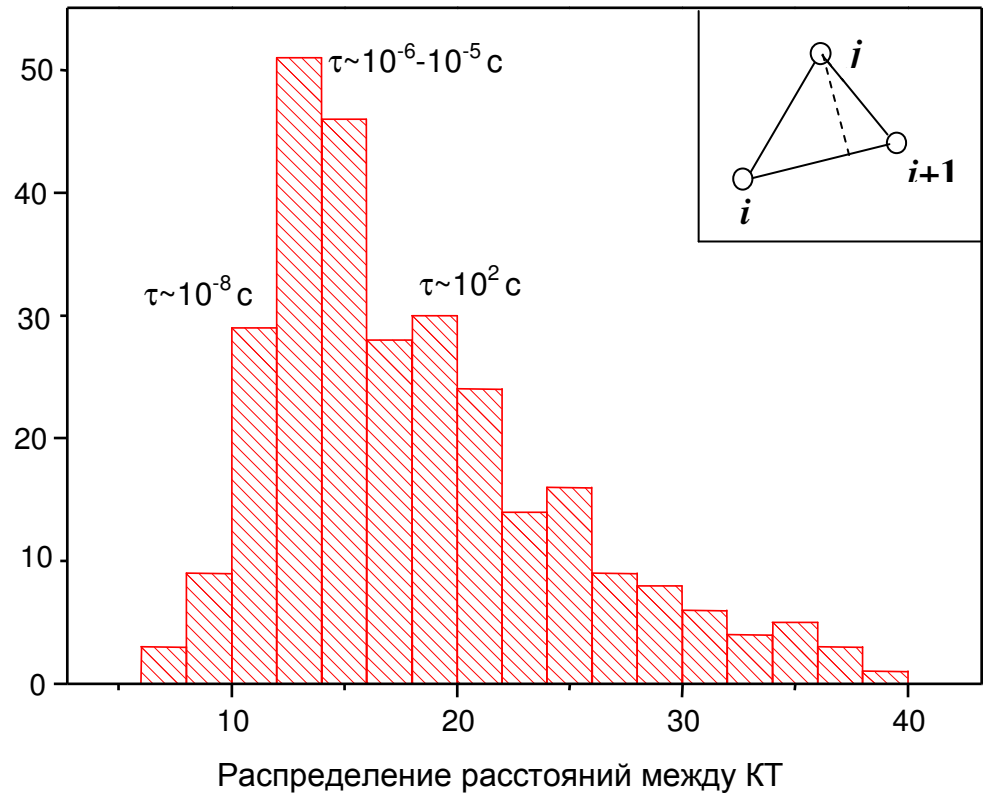 50
40
30
20
10
0
τ~10⁻⁶-10⁻⁵ c
τ~10⁻⁸ c
τ~10² c
j
i+1
i
10 20 30 40
Распределение расстояний между КТ